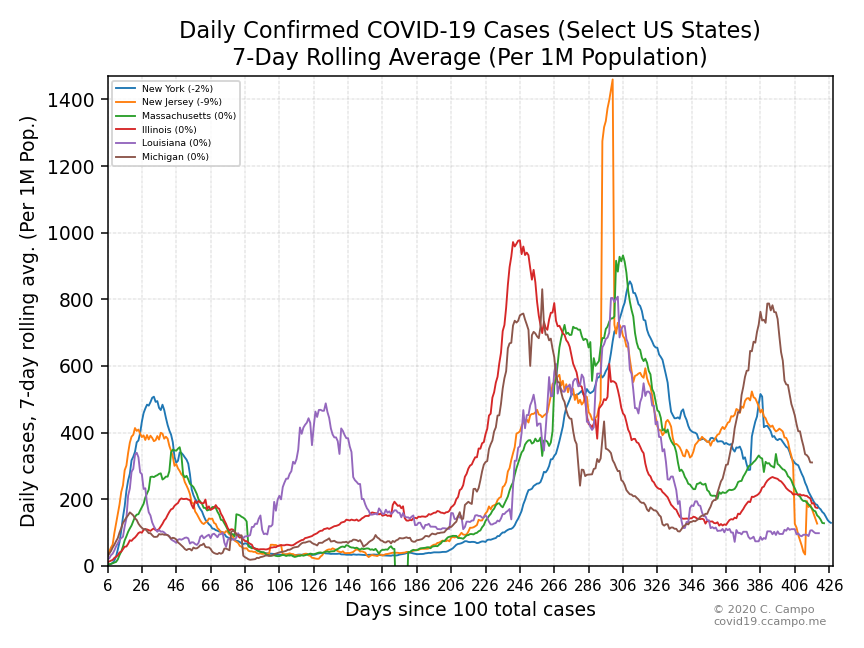 Daily Confirmed COVID-19 Cases (Select US States)
7-Day Rolling Average (Per 1M Population)
Daily cases, 7-day rolling avg. (Per 1M Pop.)
1400
1200
1000
800
600
400
200
0
New York (-2%)
New Jersey (-9%)
Massachusetts (0%)
Illinois (0%)
Louisiana (0%)
Michigan (0%)
6 26 46 66 86 106 126 146 166 186 206 226 246 266 286 306 326 346 366 386 406 426
Days since 100 total cases
© 2020 C. Campo
covid19.ccampo.me